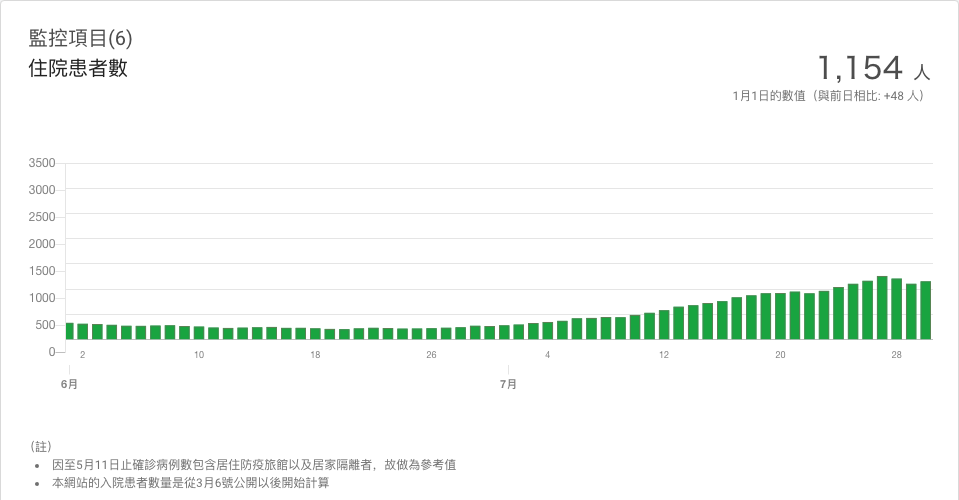 監控項目(6)
住院患者數
1,154 人
1月1日的數值（與前日相比: +48 人）
3500
3000
2500
2000
1500
1000
500
0
2 10 18 26 4 12 20 28
6月 7月
（註）
• 因至5月11日止確診病例數包含居住防疫旅館以及居家隔離者，故做為參考值
• 本網站的入院患者數量是從3月6號公開以後開始計算